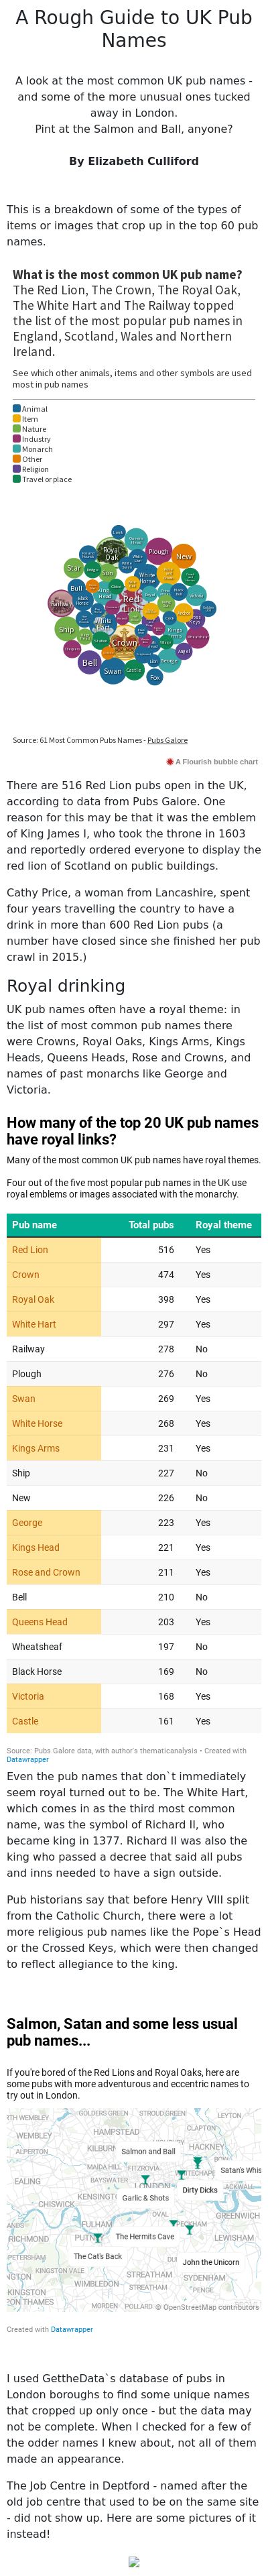 A Rough Guide to UK Pub
Names
A look at the most common UK pub names -
and some of the more unusual ones tucked
away in London.
Pint at the Salmon and Ball, anyone?
By Elizabeth Culliford
This is a breakdown of some of the types of
items or images that crop up in the top 60 pub
names.
What is the most common UK pub name?
The Red Lion, The Crown, The Royal Oak,
The White Hart and The Railway topped
the list of the most popular pub names in
England, Scotland, Wales and Northern
Ireland.
See which other animals, items and other symbols are used
most in pub names
Animal
Item
Nature
Industry
Monarch
Other
Religion
Travel or place
Lamb
Royal
Oak
Plough
New
Star
Sun
White
Horse
Bull
Black
Horse
King
Head
Railway
Red
Lion
Victoria
Ship
White
Hart
Kings
Arms
Wheatsheaf
Crown
Angel
Bell
Lion
George
Swan
Castle
Fox
Source: 61 Most Common Pubs Names - Pubs Galore
A Flourish bubble chart
There are 516 Red Lion pubs open in the UK,
according to data from Pubs Galore. One
reason for this may be that it was the emblem
of King James I, who took the throne in 1603
and reportedly ordered everyone to display the
red lion of Scotland on public buildings.
Cathy Price, a woman from Lancashire, spent
four years travelling the country to have a
drink in more than 600 Red Lion pubs (a
number have closed since she finished her pub
crawl in 2015.)
Royal drinking
UK pub names often have a royal theme: in
the list of most common pub names there
were Crowns, Royal Oaks, Kings Arms, Kings
Heads, Queens Heads, Rose and Crowns, and
names of past monarchs like George and
Victoria.
How many of the top 20 UK pub names
have royal links?
Many of the most common UK pub names have royal themes.
Four out of the five most popular pub names in the UK use
royal emblems or images associated with the monarchy.
Pub name Total pubs Royal theme
Red Lion 516 Yes
Crown 474 Yes
Royal Oak 398 Yes
White Hart 297 Yes
Railway 278 No
Plough 276 No
Swan 269 Yes
White Horse 268 Yes
Kings Arms 231 Yes
Ship 227 No
New 226 No
George 223 Yes
Kings Head 221 Yes
Rose and Crown 211 Yes
Bell 210 No
Queens Head 203 Yes
Wheatsheaf 197 No
Black Horse 169 No
Victoria 168 Yes
Castle 161 Yes
Source: Pubs Galore data, with author's thematicanalysis • Created with
Datawrapper
Even the pub names that don`t immediately
seem royal turned out to be. The White Hart,
which comes in as the third most common
name, was the symbol of Richard II, who
became king in 1377. Richard II was also the
king who passed a decree that said all pubs
and inns needed to have a sign outside.
Pub historians say that before Henry VIII split
from the Catholic Church, there were a lot
more religious pub names like the Pope`s Head
or the Crossed Keys, which were then changed
to reflect allegiance to the king.
Salmon, Satan and some less usual
pub names...
If you're bored of the Red Lions and Royal Oaks, here are
some pubs with more adventurous and eccentric names to
try out in London.
RTH WEMBLEY
GOLDERS GREEN
STROUD GREEN
LEYTON
WEMBLEY
HAMPSTEAD
CLAPTON
ALPERTON
KILBURN
Salmon and Ball
HACKNEY
MAIDA HILL
FITZROVIA
Satan's Whis
EALING
BAYSWATER
LONDON
Dirty Dicks
KENSINGT
Garlic & Shots
CHISWICK
GREENWICH
FULHAM
OVAL
RICHMOND
PUTN
The Hermits Cave
PECKHAM
LEWISHAM
PETERSHAM
The Cat's Back
John the Unicorn
KINGSTON VALE
STREATHAM
SYDENHAM
WIMBLEDON
STREATHAM
PENGE
KINGSTON
PON THAMES
MORDEN
POLLARD
© OpenStreetMap contributors
Created with Datawrapper
I used GettheData`s database of pubs in
London boroughs to find some unique names
that cropped up only once - but the data may
not be complete. When I checked for a few of
the odder names I knew about, not all of them
made an appearance.
The Job Centre in Deptford - named after the
old job centre that used to be on the same site
- did not show up. Here are some pictures of it
instead!